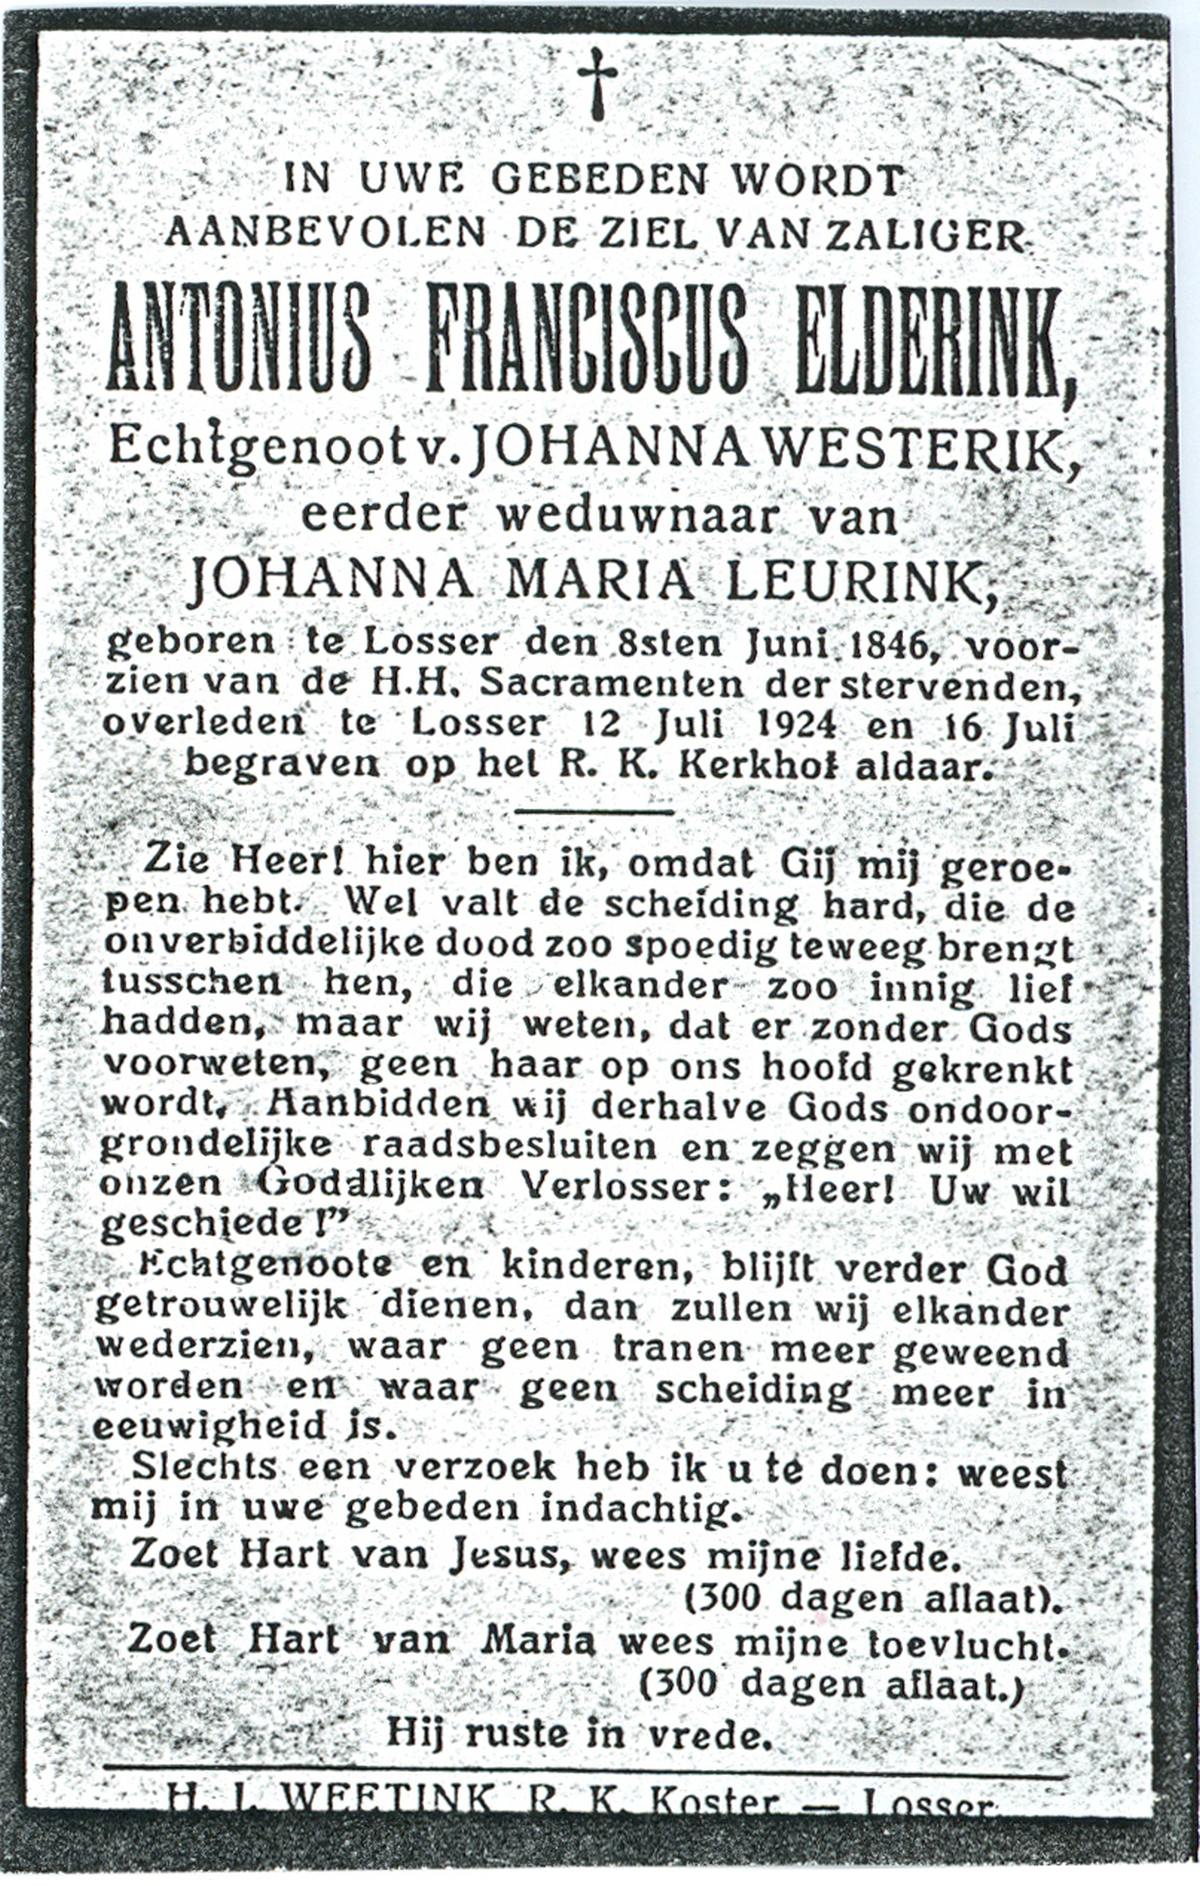 IN UWE GEBEDEN WORDT
AANBEVOLEN DE ZIEL VAN ZALIGER
ANTONIUS FRANCISCUS ELDERINK,
Echtgenoot v. JOHANNA WESTERIK,
eerder weduwnaar van
JOHANNA MARIA LEURINK,
geboren te Losser den 8sten Juni 1846, voor-
zien van de H.H. Sacramenten der stervenden,
overleden te Losser 12 Juli 1924 en 16 Juli
begraven op het R. K. Kerkhof aldaar.
Zie Heer! hier ben ik, omdat Gij mij geroe-
pen hebt. Wel valt de scheiding hard, die de
onverbiddelijke dood zoo spoedig teweeg brengt
tusschen hen, die elkander zoo innig lief
hadden, maar wij weten, dat er zonder Gods
voorweten, geen haar op ons hoofd gekrenkt
wordt. Aanbidden wij derhalve Gods ondoor-
grondelijke raadsbesluiten en zeggen wij met
onzen Goddlijken Verlosser: „Heer! Uw wil
geschiede!”
Echtgenoote en kinderen, blijft verder God
getrouwelijk dienen, dan zullen wij elkander
wederzien, waar geen tranen meer geweend
worden en waar geen scheiding meer in
eeuwigheid is.
Slechts een verzoek heb ik u te doen: weest
mij in uwe gebeden indachtig.
Zoet Hart van Jesus, wees mijne liefde.
(300 dagen aflaat).
Zoet Hart van Maria wees mijne toevlucht.
(300 dagen aflaat.)
Hij ruste in vrede.
H. J. WEETINK R. K. Koster — Losser.